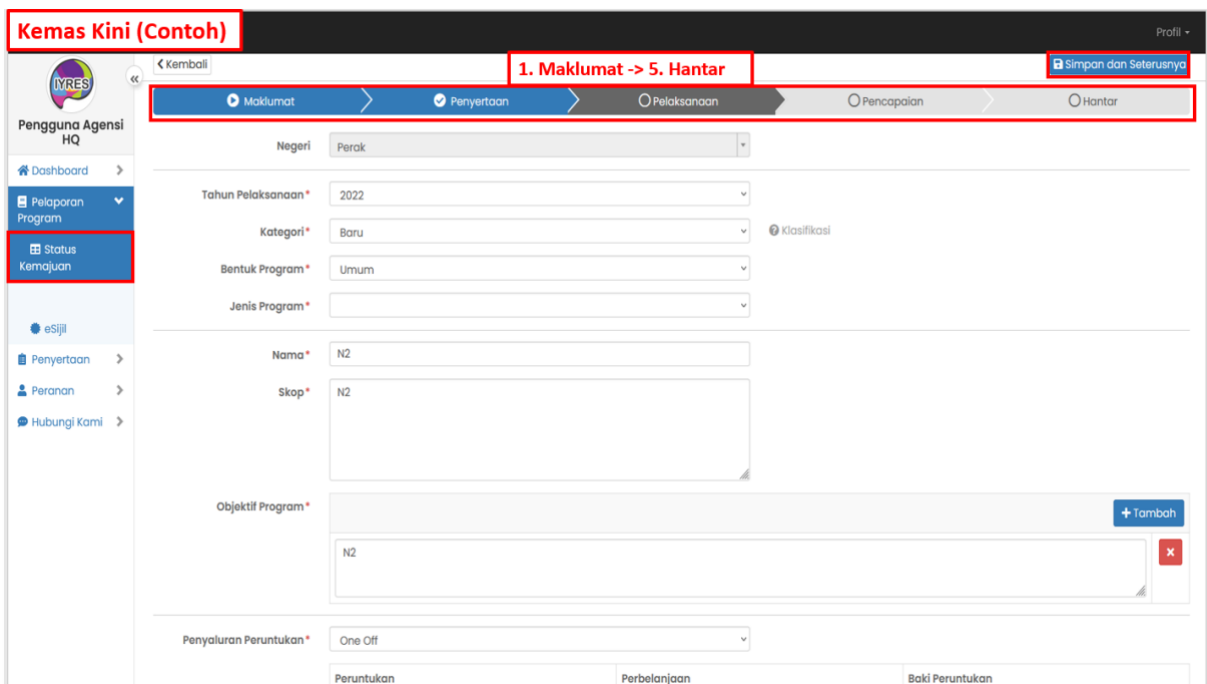 Kemas Kini (Contoh)
Profil
Kembali
1. Maklumat -> 5. Hantar
Simpan dan Seterusnya
IYRES
Pengguna Agensi
HQ
Dashboard
Pelaporan
Program
Status
Kemajuan
eSijil
Penyertaan
Peranan
Hubungi Kami
Maklumat
Penyertaan
Pelaksanaan
Pencapaian
Hantar
Negeri
Perak
Tahun Pelaksanaan*
2022
Kategori*
Baru
Klasifikasi
Bentuk Program*
Umum
Jenis Program*
Nama*
N2
Skop*
N2
Objektif Program*
+ Tambah
N2
Penyaluran Peruntukan*
One Off
Peruntukan
Perbelanjaan
Baki Peruntukan